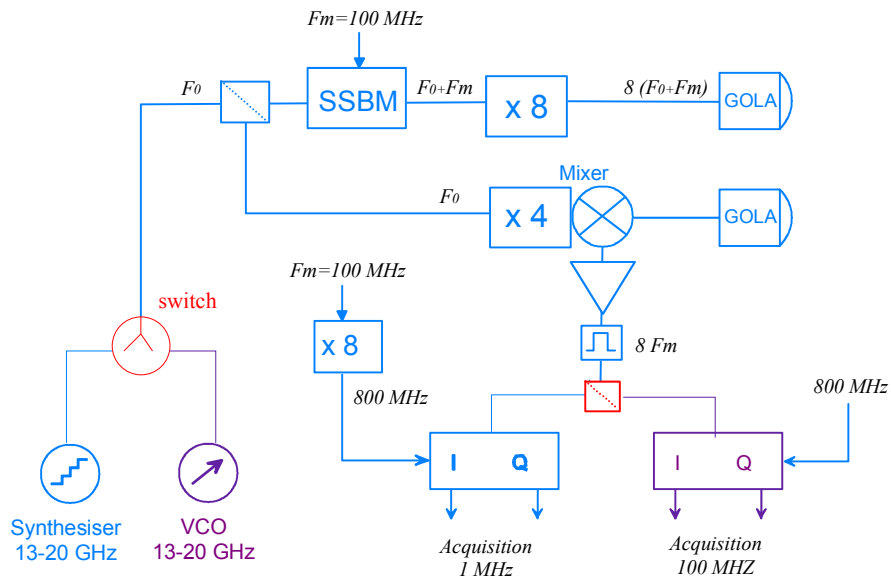 Fm=100 MHz
F0
SSBM
F0+Fm
x 8
8 (F0+Fm)
GOLA
Mixer
F0
x 4
GOLA
Fm=100 MHz
switch
x 8
8 Fm
800 MHz
800 MHz
I Q
I Q
Synthesiser
13-20 GHz
VCO
13-20 GHz
Acquisition
1 MHz
Acquisition
100 MHZ